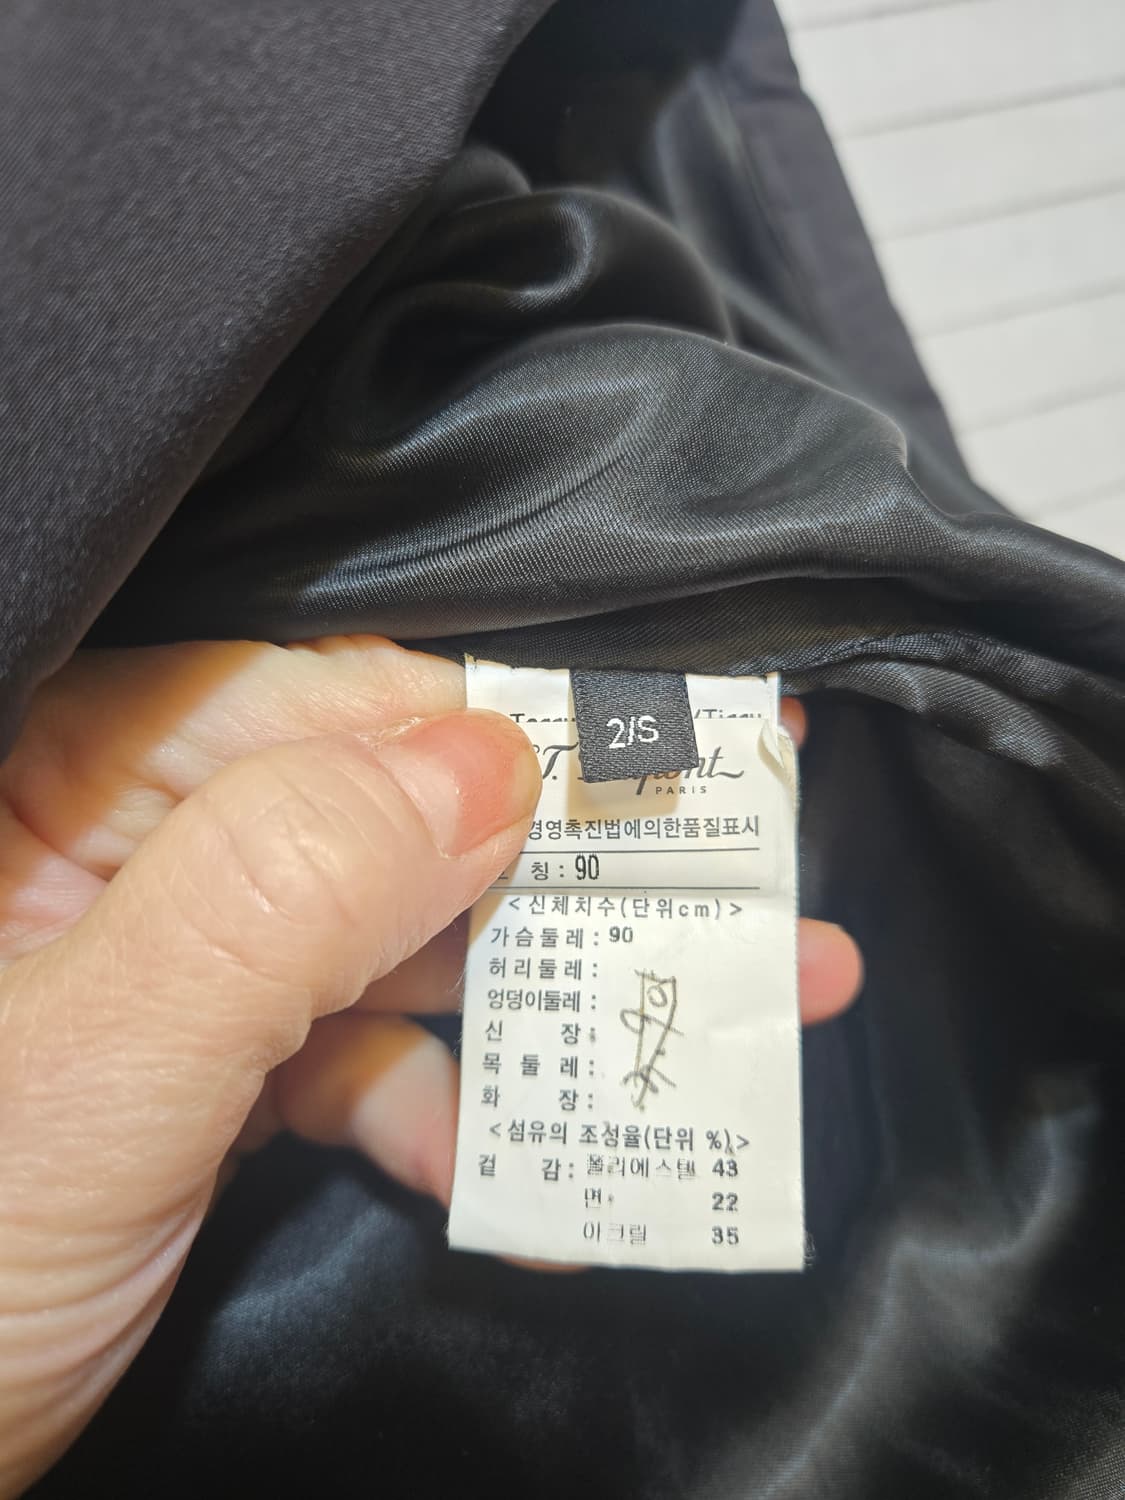 2/S
PARIS
경영촉진법에의한품질표시
칭 : 90
<신체치수(단위cm)>
가슴둘레 : 90
허리둘레 :
엉덩이둘레 :
신 장 :
목 둘 레 :
화 장 :
<섬유의 조성율(단위 %)>
겉 감 : 폴리에스텔 43
면 22
아크릴 35